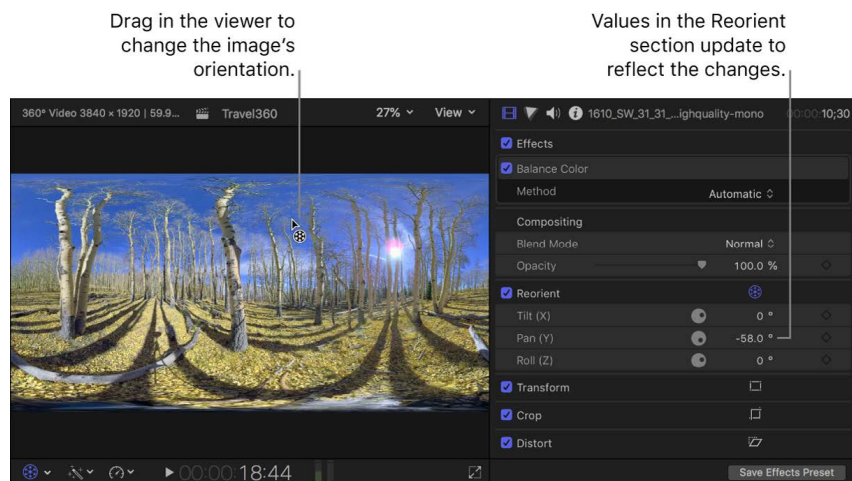 Drag in the viewer to
change the image's
orientation.
Values in the Reorient
section update to
reflect the changes.
360° Video 3840 × 1920 | 59.9... Travel360 27% View
1610_SW_31_31_...ighquality-mono 00:00:10;30
Effects
Balance Color
Method Automatic
Compositing
Blend Mode Normal
Opacity 100.0 %
Reorient
Tilt (X) 0 °
Pan (Y) -58.0 °
Roll (Z) 0 °
Transform
Crop
Distort
00:00:18:44
Save Effects Preset